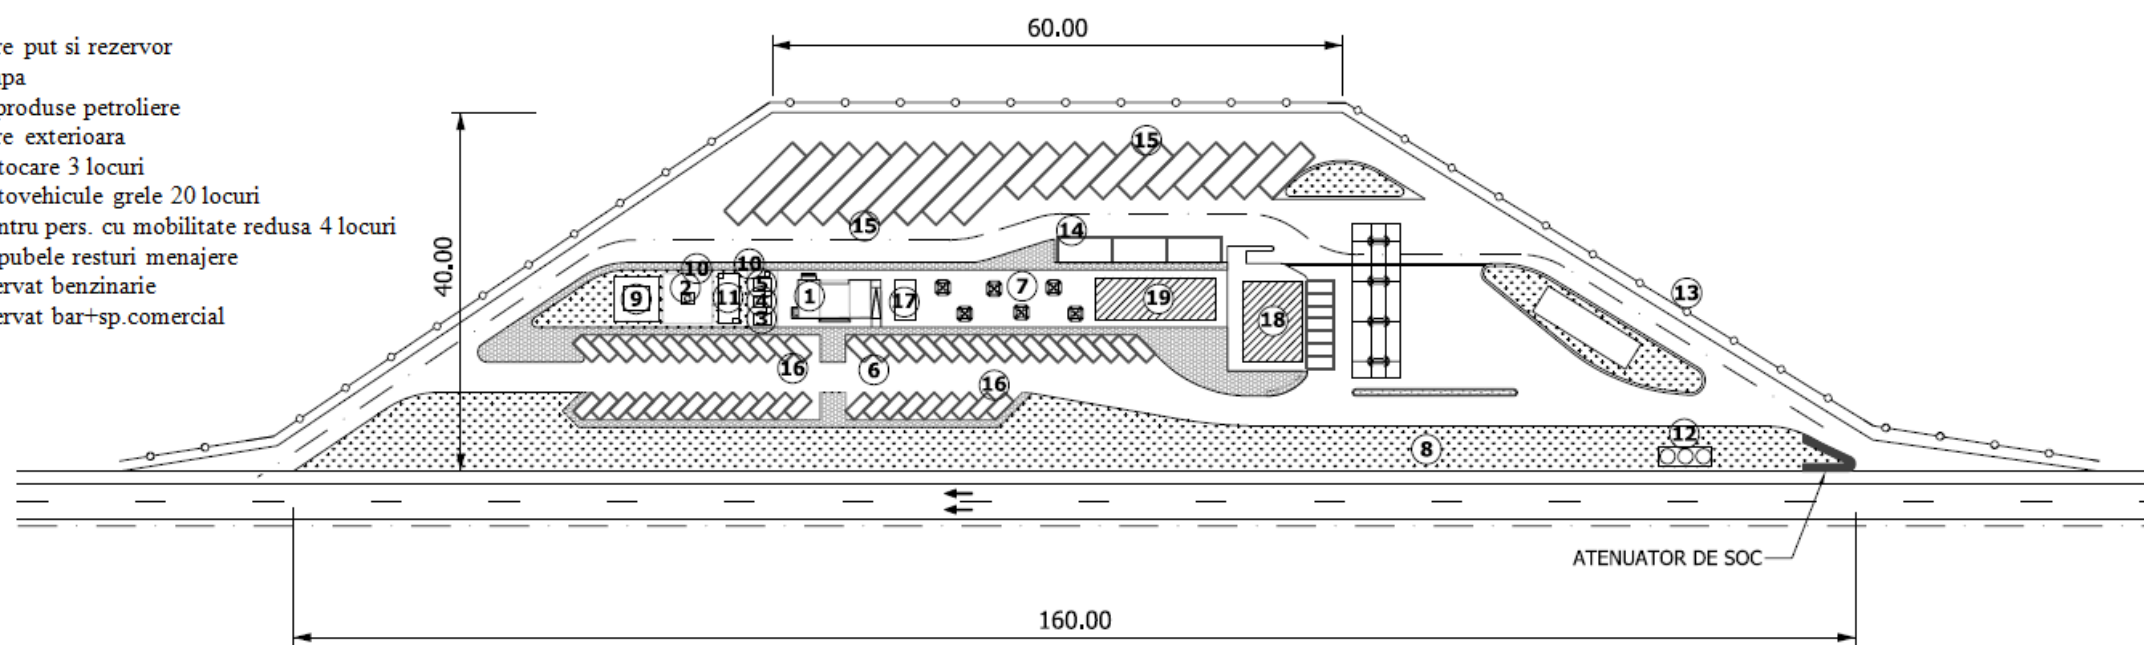 re put si rezervor
apa
produse petroliere
re exterioara
tocare 3 locuri
tovehicule grele 20 locuri
ntru pers. cu mobilitate redusa 4 locuri
pubele resturi menajere
ervat benzinarie
ervat bar+sp.comercial
60.00
40.00
15
15
14
10
10
9
2
11
5
4
3
1
17
7
19
18
13
16
6
16
12
8
ATENUATOR DE SOC
160.00